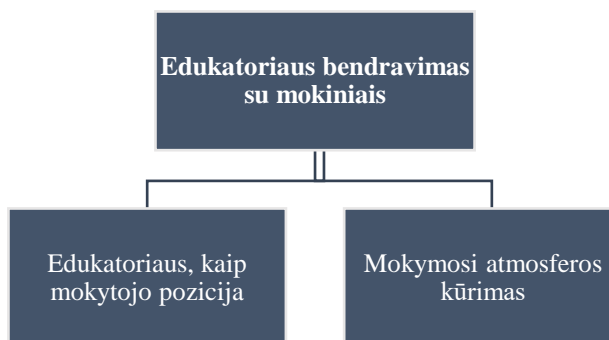 Edukatoriaus bendravimas
su mokiniais
Edukatoriaus, kaip
mokytojo pozicija
Mokymosi atmosferos
kūrimas